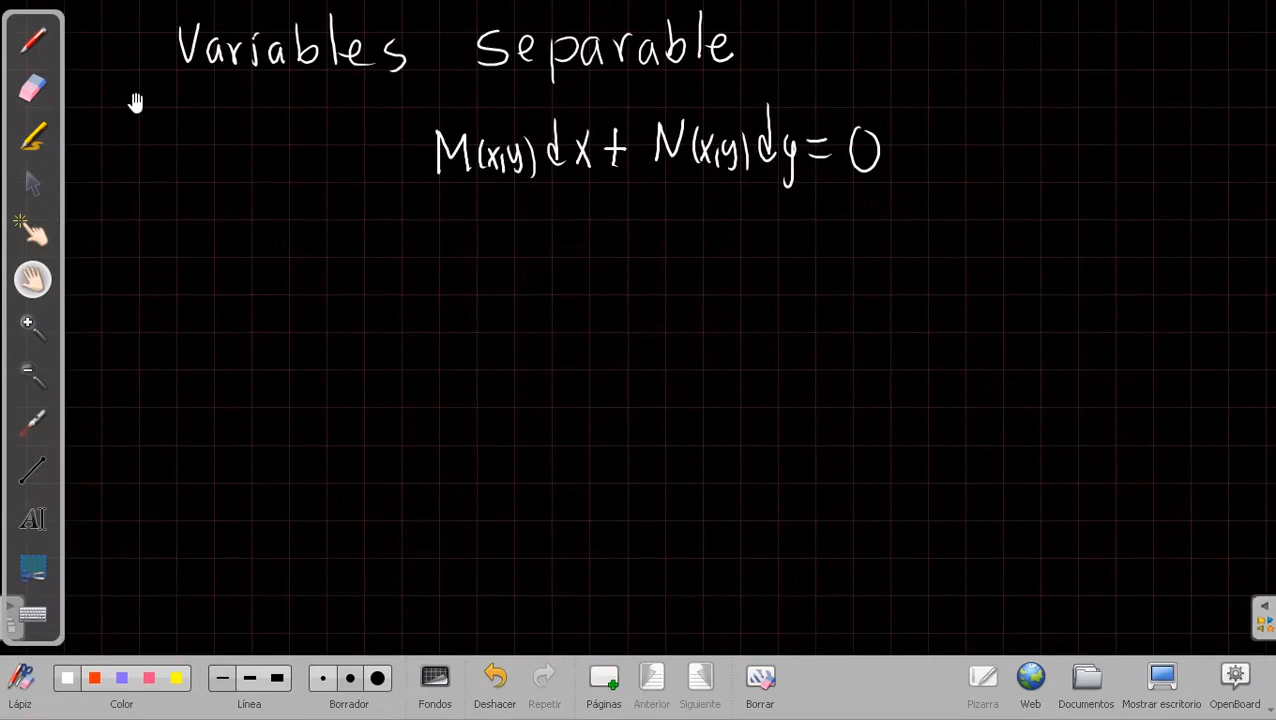 Variables separable
M(x,y)dx + N(x,y)dy = 0
AI
Lápiz Color Línea Borrador Fondos Deshacer Repetir Páginas Anterior Siguiente Borrar Pizarra Web Documentos Mostrar escritorio OpenBoard